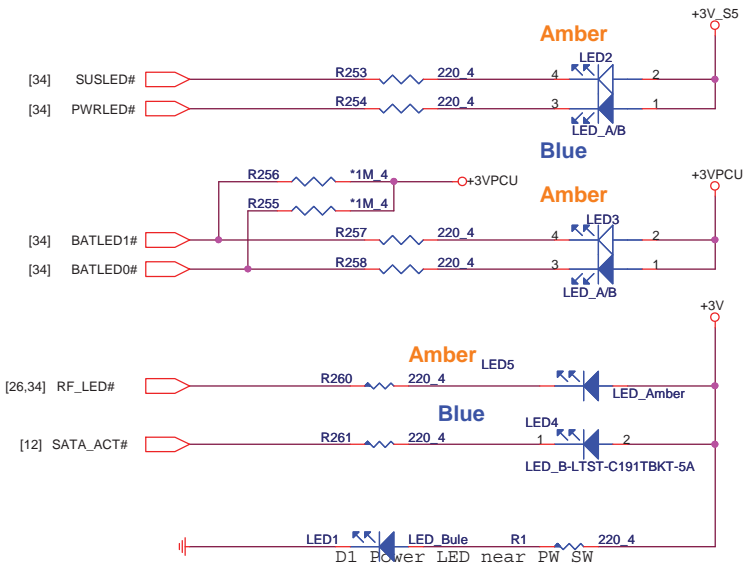 +3V_S5
Amber
LED2
[34] SUSLED# R253 220_4 4 2
[34] PWRLED# R254 220_4 3 1
LED_A/B
Blue
R256 *1M_4 +3VPCU +3VPCU
Amber
R255 *1M_4
LED3
[34] BATLED1# R257 220_4 4 2
[34] BATLED0# R258 220_4 3 1
LED_A/B
+3V
Amber LED5
[26,34] RF_LED# R260 220_4
LED_Amber
Blue
LED4
[12] SATA_ACT# R261 220_4 1 2
LED_B-LTST-C191TBKT-5A
LED1 LED_Bule R1 220_4
D1 Power LED near PW SW